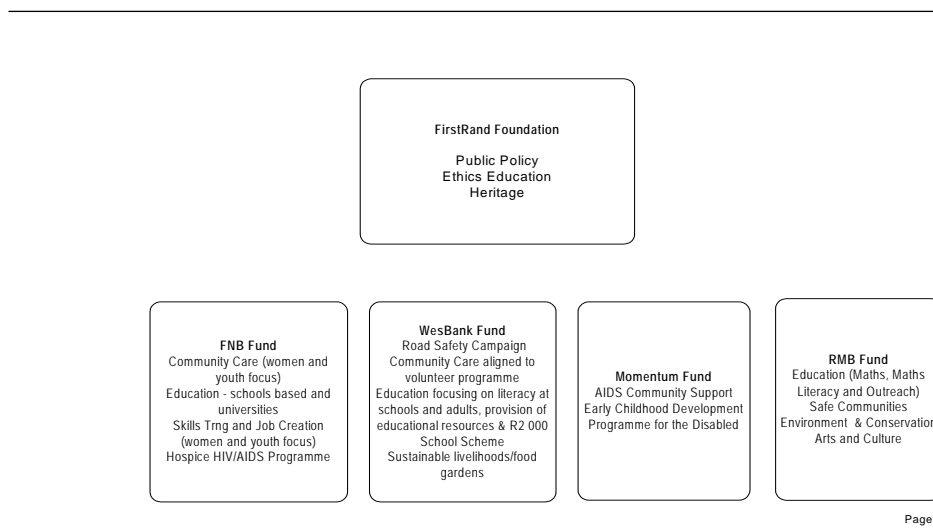 FirstRand Foundation
Public Policy
Ethics Education
Heritage
FNB Fund
Community Care (women and
youth focus)
Education - schools based and
universities
Skills Trng and Job Creation
(women and youth focus)
Hospice HIV/AIDS Programme
WesBank Fund
Road Safety Campaign
Community Care aligned to
volunteer programme
Education focusing on literacy at
schools and adults, provision of
educational resources & R2 000
School Scheme
Sustainable livelihoods/food
gardens
Momentum Fund
AIDS Community Support
Early Childhood Development
Programme for the Disabled
RMB Fund
Education (Maths, Maths
Literacy and Outreach)
Safe Communities
Environment & Conservation
Arts and Culture
Page